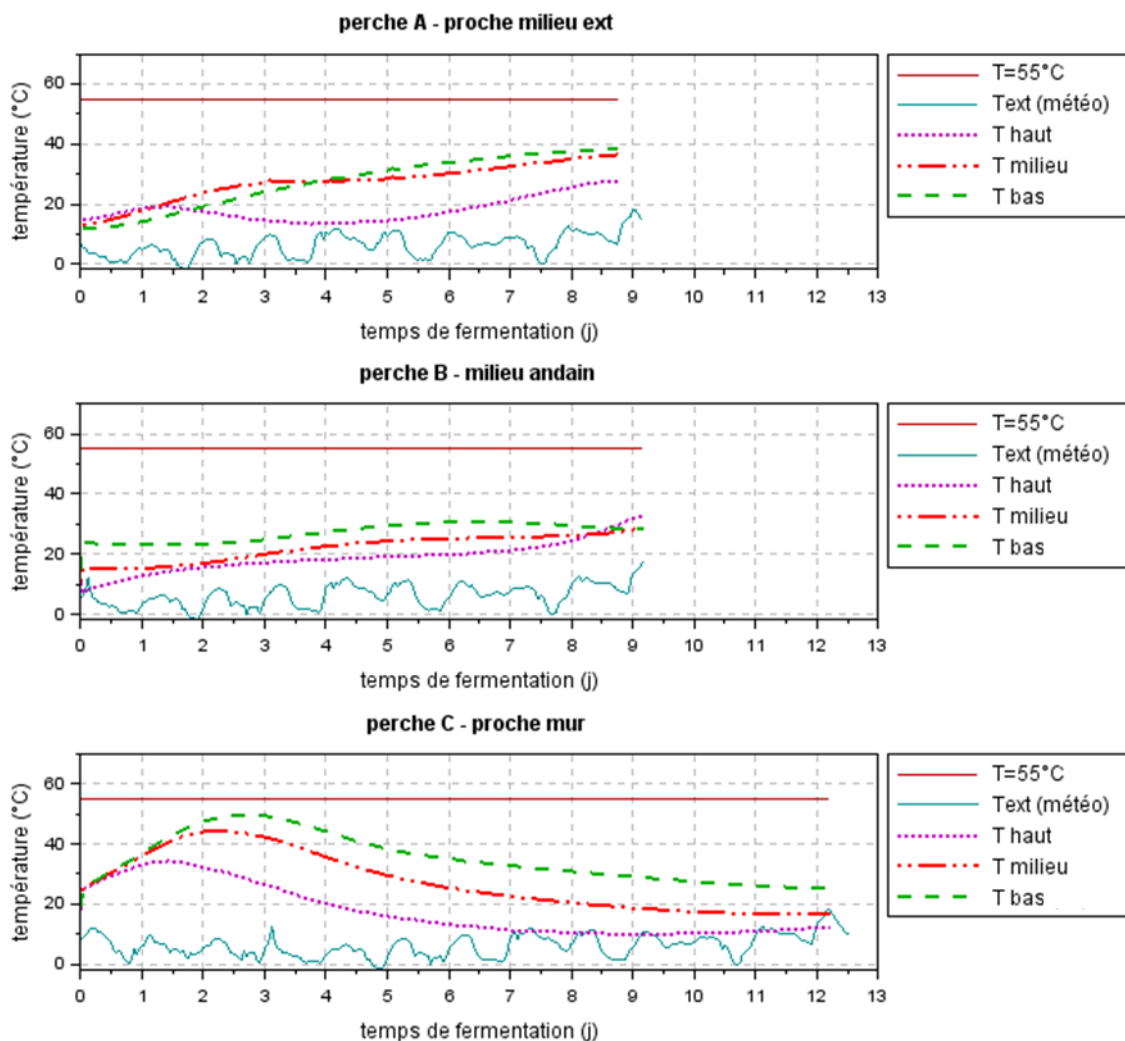 perche A - proche milieu ext
température (°C)
60
40
20
0
0 1 2 3 4 5 6 7 8 9 10 11 12 13
temps de fermentation (j)
T=55°C
Text (météo)
T haut
T milieu
T bas
perche B - milieu andain
température (°C)
60
40
20
0
0 1 2 3 4 5 6 7 8 9 10 11 12 13
temps de fermentation (j)
T=55°C
Text (météo)
T haut
T milieu
T bas
perche C - proche mur
température (°C)
60
40
20
0
0 1 2 3 4 5 6 7 8 9 10 11 12 13
temps de fermentation (j)
T=55°C
Text (météo)
T haut
T milieu
T bas